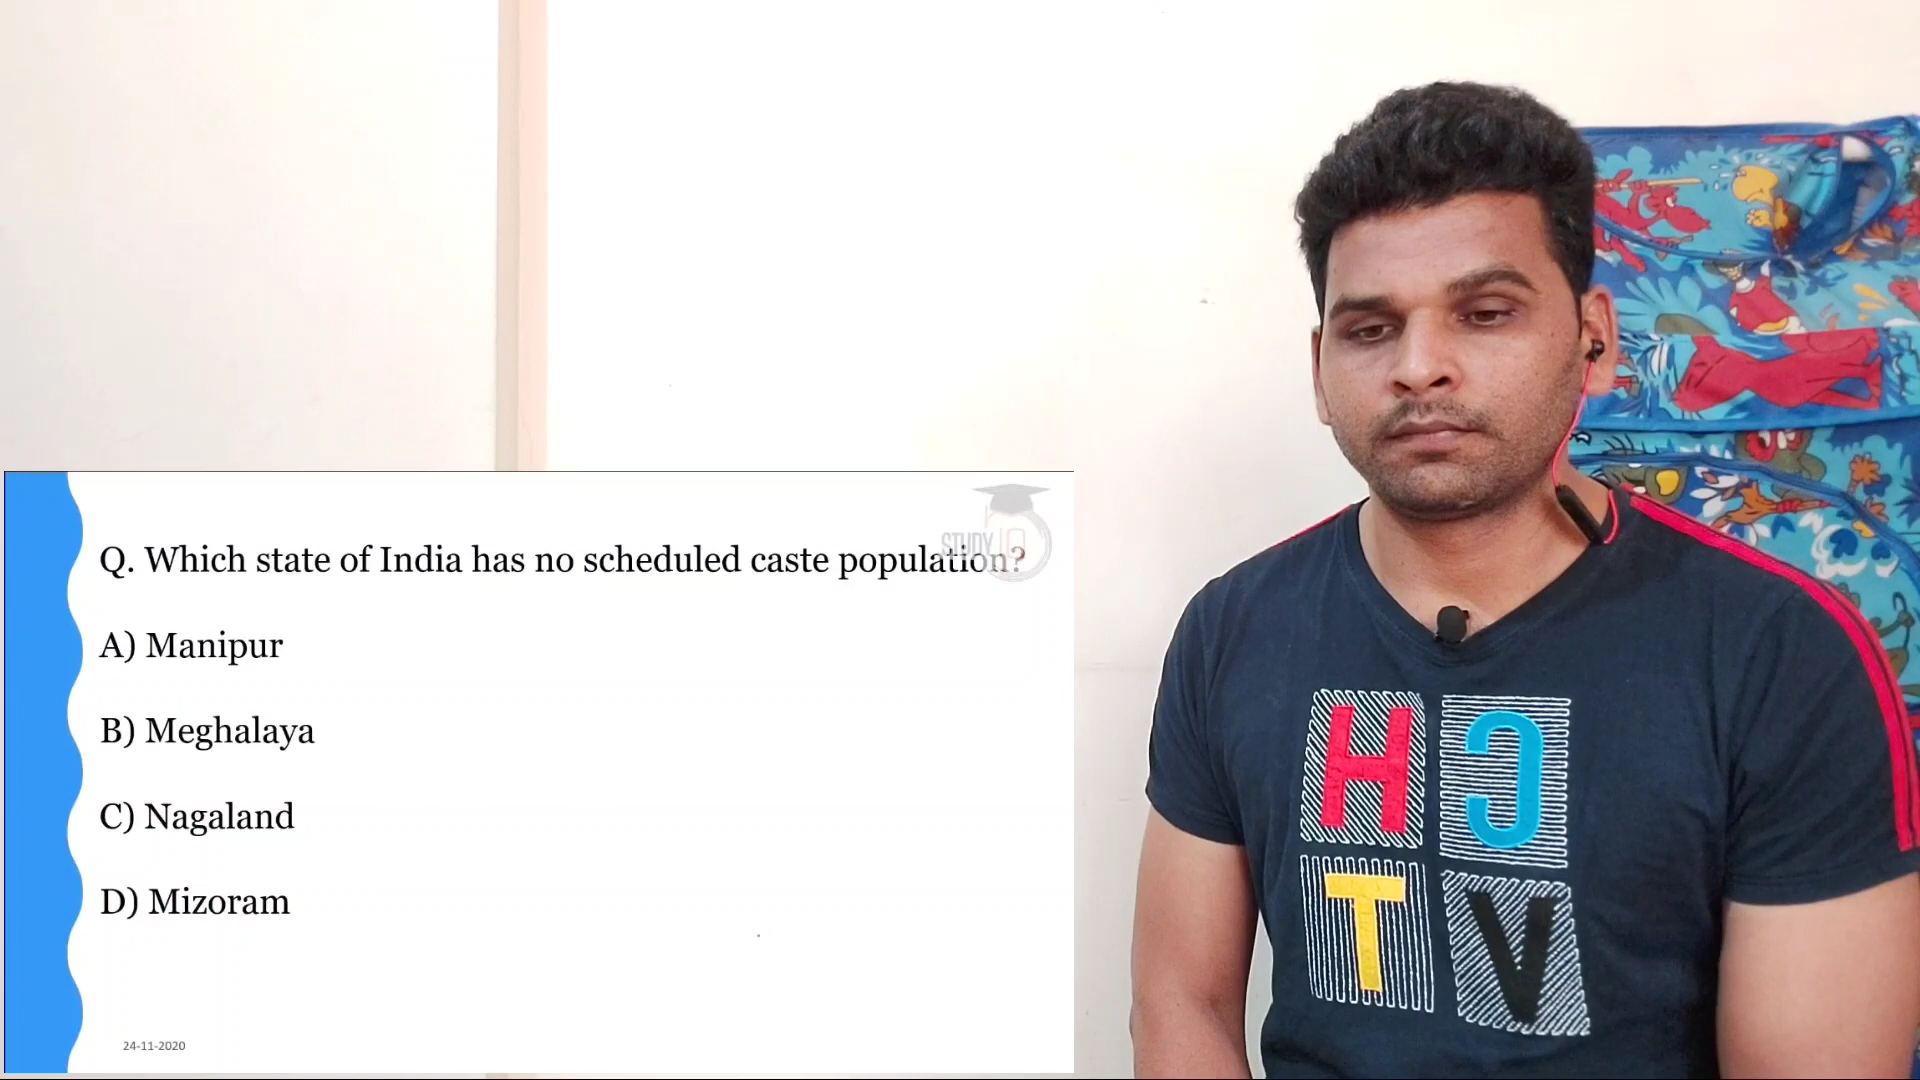 STUDY IQ
Q. Which state of India has no scheduled caste population?
A) Manipur
B) Meghalaya
C) Nagaland
D) Mizoram
24-11-2020
H C
T V